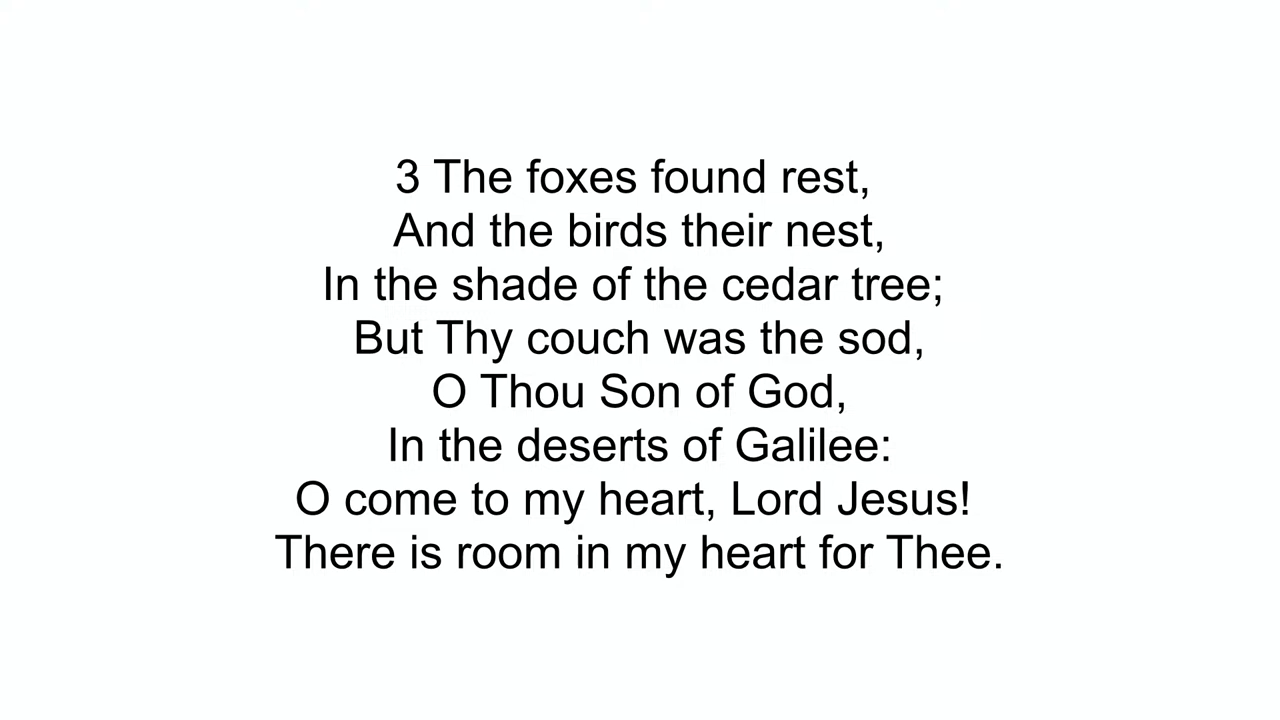 3 The foxes found rest,
And the birds their nest,
In the shade of the cedar tree;
But Thy couch was the sod,
O Thou Son of God,
In the deserts of Galilee:
O come to my heart, Lord Jesus!
There is room in my heart for Thee.